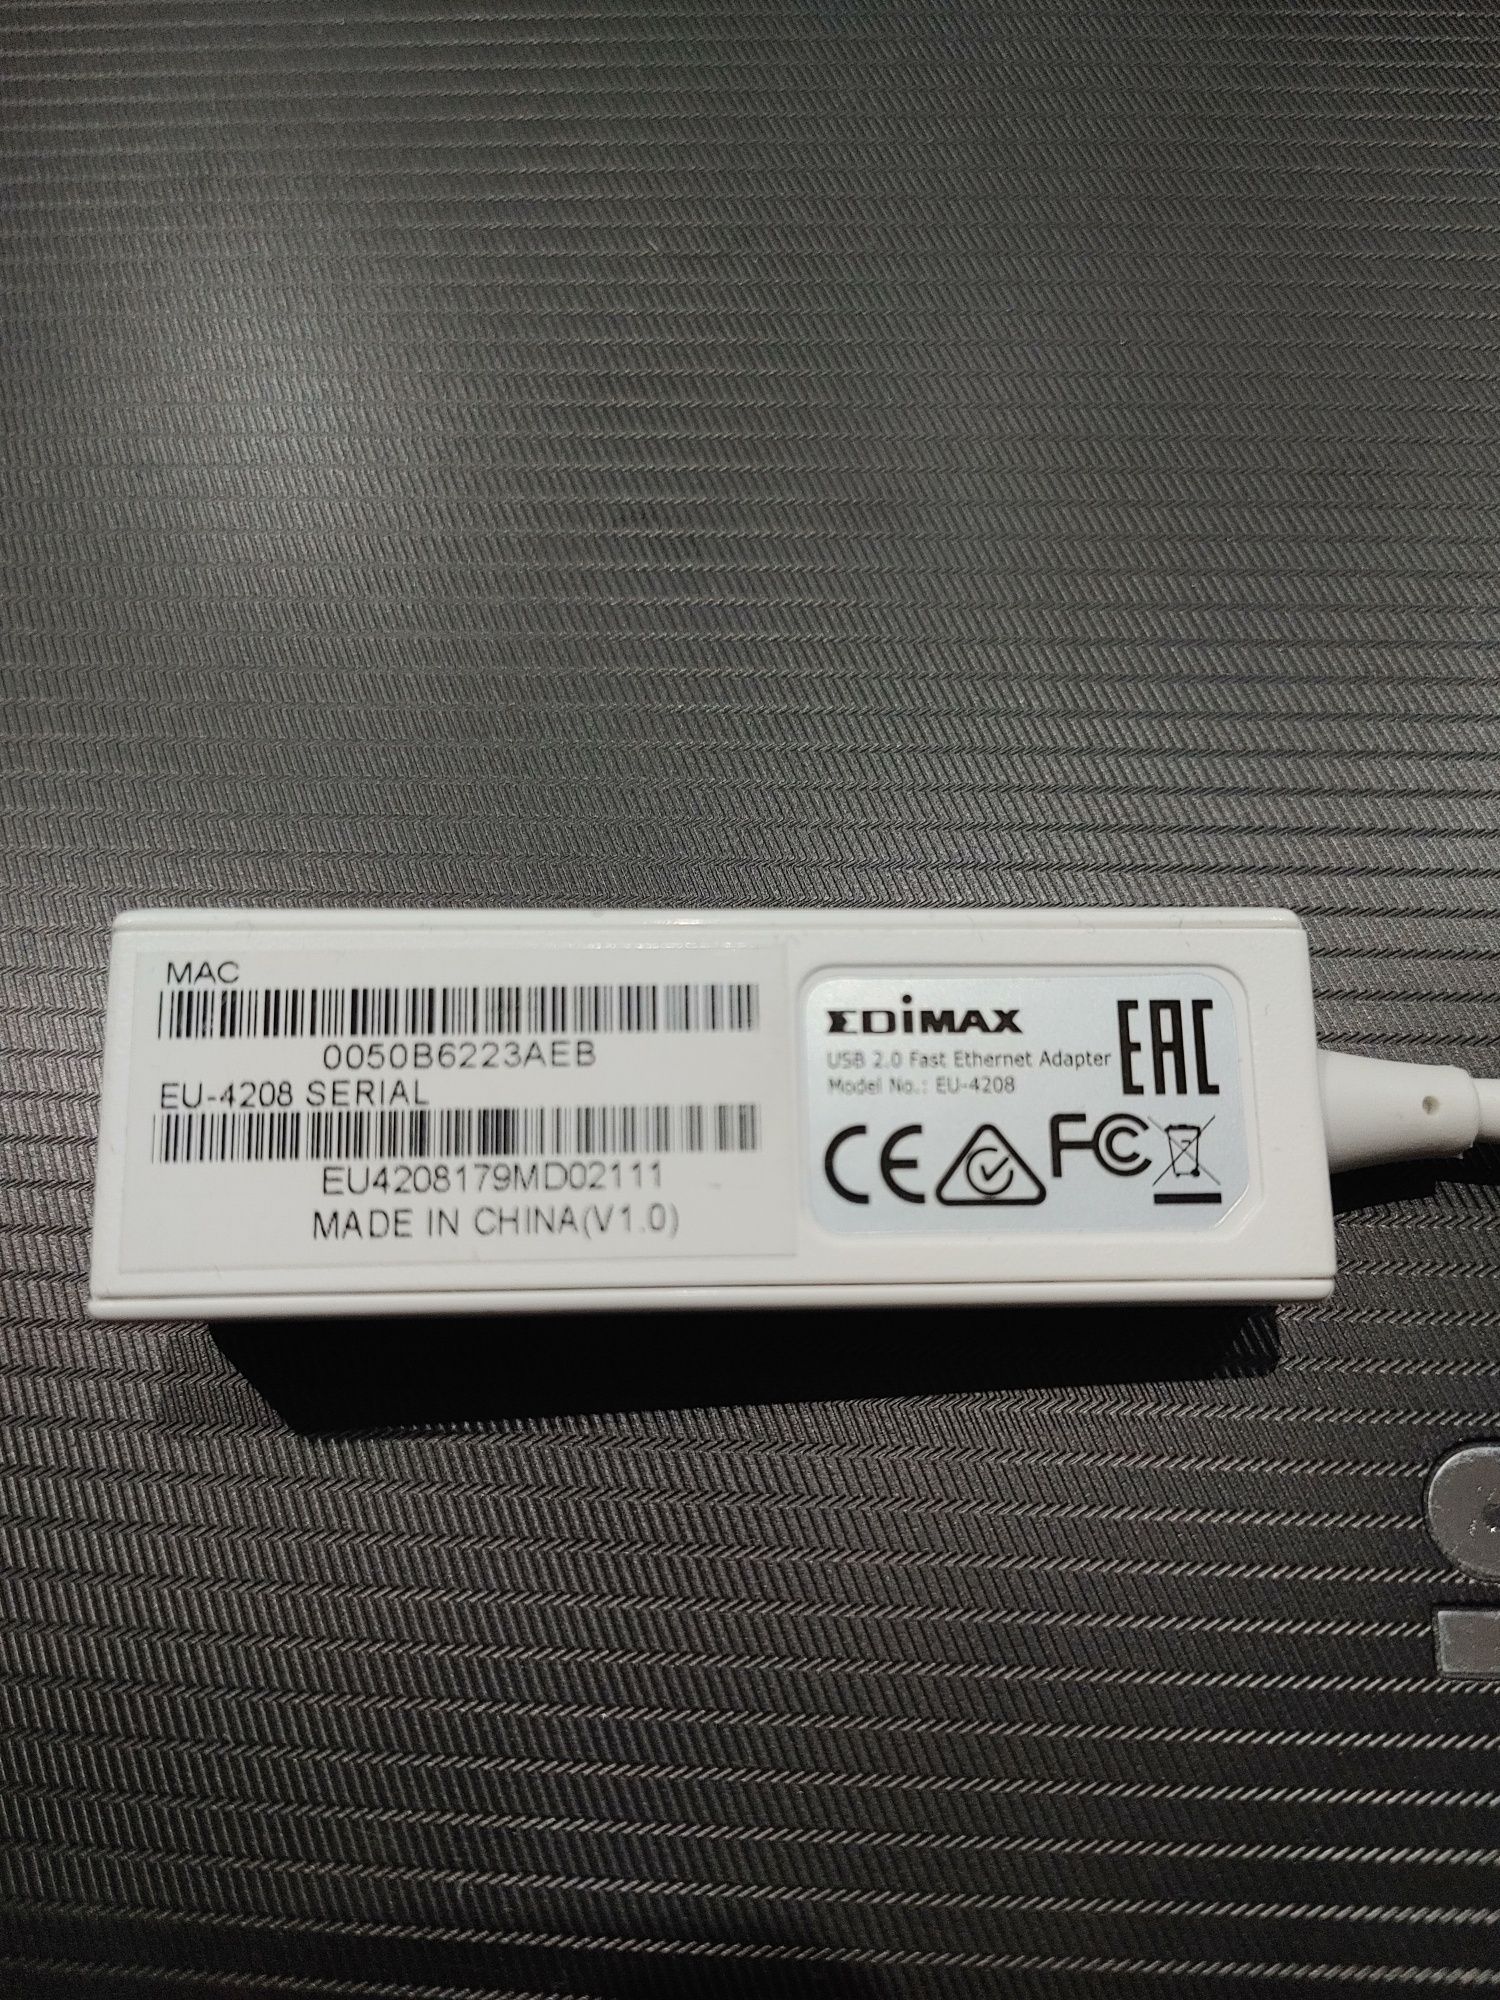 MAC
0050B6223AEB
EU-4208 SERIAL
EU4208179MD02111
MADE IN CHINA(V1.0)
EDIMAX
USB 2.0 Fast Ethernet Adapter
Model No.: EU-4208
EAC
CE
FC